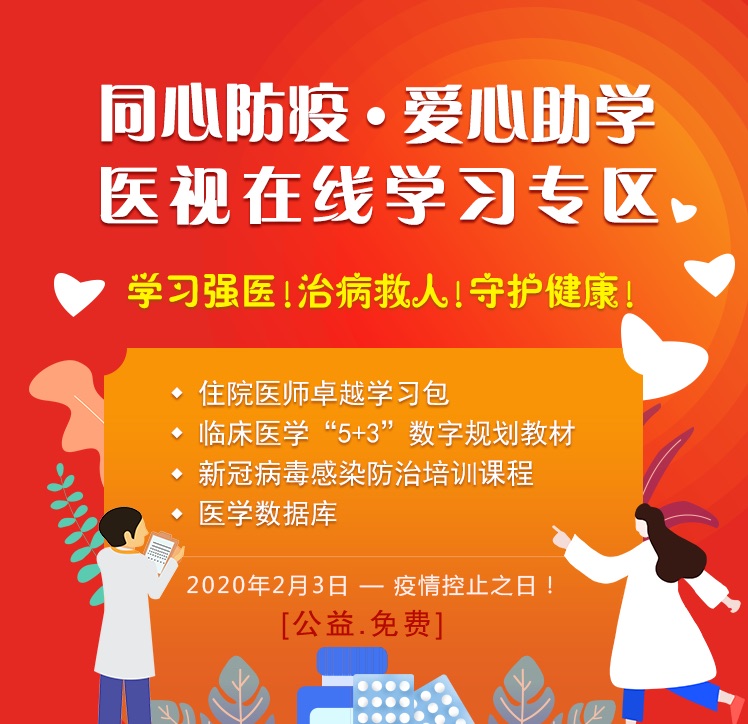 同心防疫·爱心助学
医视在线学习专区
学习强医!治病救人!守护健康!
◆ 住院医师卓越学习包
◆ 临床医学“5+3”数字规划教材
◆ 新冠病毒感染防治培训课程
◆ 医学数据库
2020年2月3日 — 疫情控止之日!
[公益.免费]